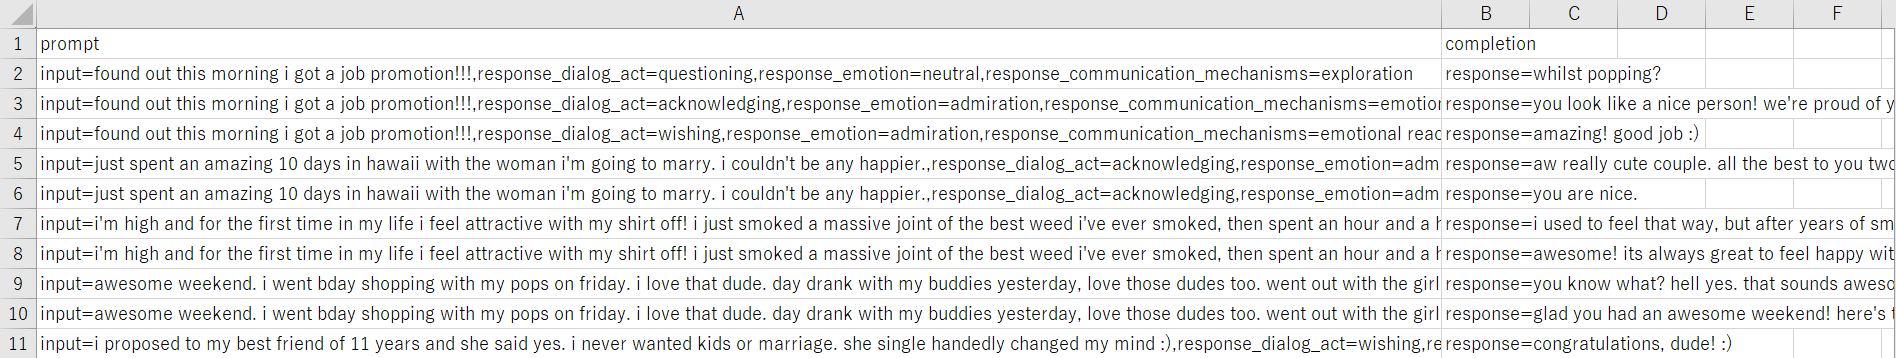 A B C D E F
1 prompt completion
2 input=found out this morning i got a job promotion!!!,response_dialog_act=questioning,response_emotion=neutral,response_communication_mechanisms=exploration response=whilst popping?
3 input=found out this morning i got a job promotion!!!,response_dialog_act=acknowledging,response_emotion=admiration,response_communication_mechanisms=emotior response=you look like a nice person! we're proud of y
4 input=found out this morning i got a job promotion!!!,response_dialog_act=wishing,response_emotion=admiration,response_communication_mechanisms=emotional reac response=amazing! good job :)
5 input=just spent an amazing 10 days in hawaii with the woman i'm going to marry. i couldn't be any happier.,response_dialog_act=acknowledging,response_emotion=adm response=aw really cute couple. all the best to you two
6 input=just spent an amazing 10 days in hawaii with the woman i'm going to marry. i couldn't be any happier.,response_dialog_act=acknowledging,response_emotion=adm response=you are nice.
7 input=i'm high and for the first time in my life i feel attractive with my shirt off! i just smoked a massive joint of the best weed i've ever smoked, then spent an hour and a h response=i used to feel that way, but after years of sm
8 input=i'm high and for the first time in my life i feel attractive with my shirt off! i just smoked a massive joint of the best weed i've ever smoked, then spent an hour and a h response=awesome! its always great to feel happy wit
9 input=awesome weekend. i went bday shopping with my pops on friday. i love that dude. day drank with my buddies yesterday, love those dudes too. went out with the girl response=you know what? hell yes. that sounds aweso
10 input=awesome weekend. i went bday shopping with my pops on friday. i love that dude. day drank with my buddies yesterday, love those dudes too. went out with the girl response=glad you had an awesome weekend! here's t
11 input=i proposed to my best friend of 11 years and she said yes. i never wanted kids or marriage. she single handedly changed my mind :),response_dialog_act=wishing,re response=congratulations, dude! :)